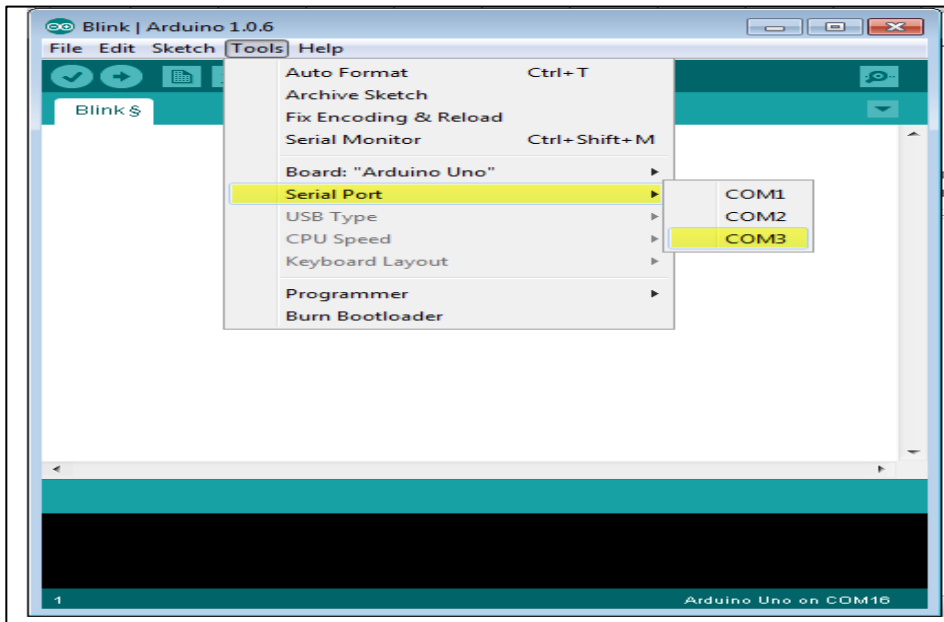 Blink | Arduino 1.0.6
File Edit Sketch Tools Help
Auto Format Ctrl+T
Archive Sketch
Blink §
Fix Encoding & Reload
Serial Monitor Ctrl+Shift+M
Board: "Arduino Uno"
Serial Port
COM1
USB Type
COM2
CPU Speed
COM3
Keyboard Layout
Programmer
Burn Bootloader
1 Arduino Uno on COM16